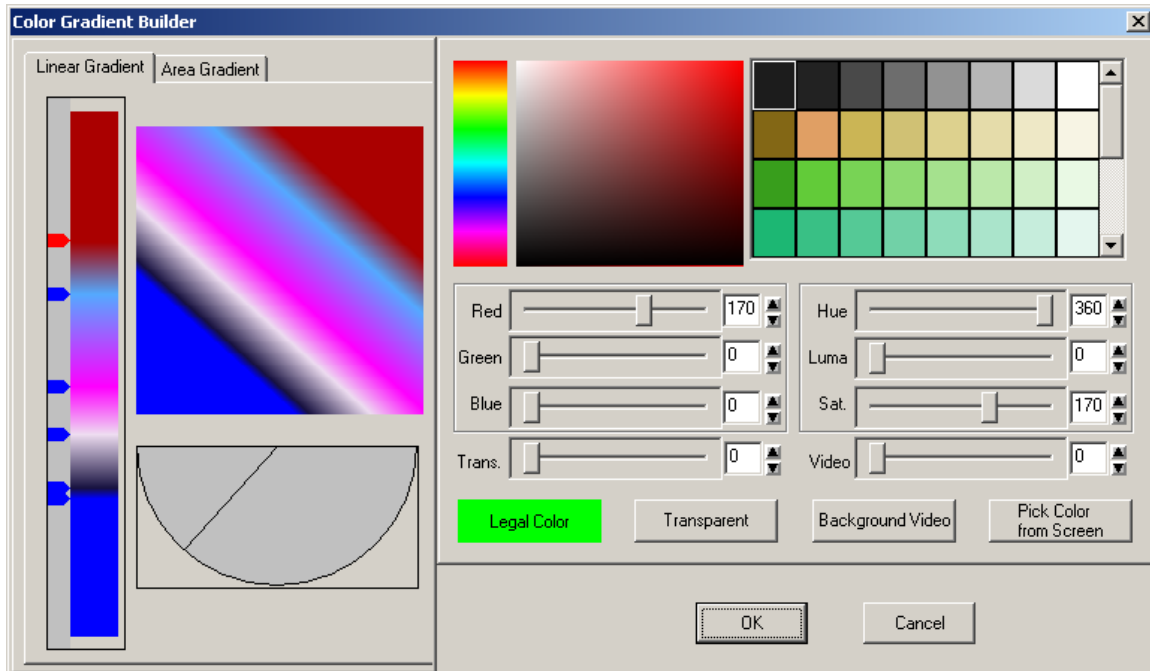 Color Gradient Builder
Linear Gradient
Area Gradient
Red 170
Hue 360
Green 0
Luma 0
Blue 0
Sat. 170
Trans. 0
Video 0
Legal Color
Transparent
Background Video
Pick Color
from Screen
OK
Cancel